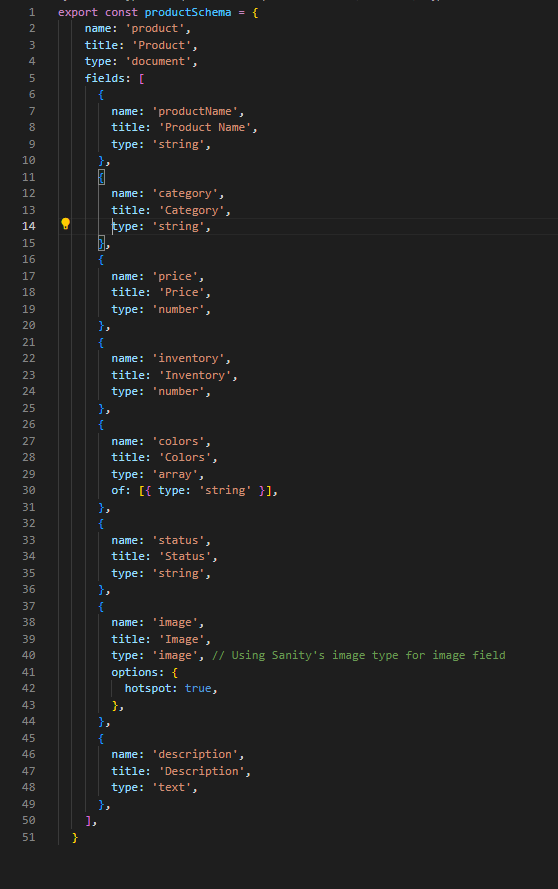 1 export const productSchema = {
2     name: 'product',
3     title: 'Product',
4     type: 'document',
5     fields: [
6       {
7         name: 'productName',
8         title: 'Product Name',
9         type: 'string',
10       },
11       {
12         name: 'category',
13         title: 'Category',
14         type: 'string',
15       },
16       {
17         name: 'price',
18         title: 'Price',
19         type: 'number',
20       },
21       {
22         name: 'inventory',
23         title: 'Inventory',
24         type: 'number',
25       },
26       {
27         name: 'colors',
28         title: 'Colors',
29         type: 'array',
30         of: [{ type: 'string' }],
31       },
32       {
33         name: 'status',
34         title: 'Status',
35         type: 'string',
36       },
37       {
38         name: 'image',
39         title: 'Image',
40         type: 'image', // Using Sanity's image type for image field
41         options: {
42           hotspot: true,
43         },
44       },
45       {
46         name: 'description',
47         title: 'Description',
48         type: 'text',
49       },
50     ],
51   }